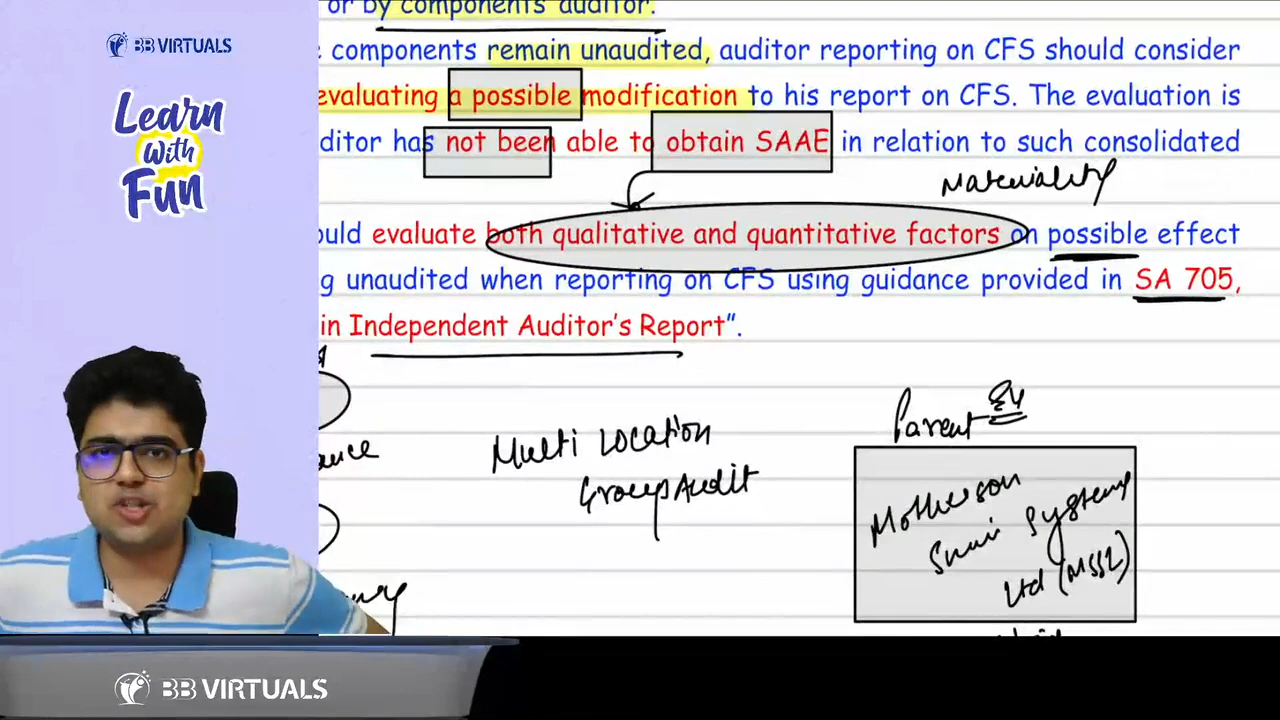 BB VIRTUALS
Learn
With
Fun
or by components' auditor.
e components remain unaudited, auditor reporting on CFS should consider
evaluating a possible modification to his report on CFS. The evaluation is
ditor has not been able to obtain SAAE in relation to such consolidated
Materiality
ould evaluate both qualitative and quantitative factors on possible effect
g unaudited when reporting on CFS using guidance provided in SA 705,
in Independent Auditor's Report”.
Parent EY
Multi Location
Group Audit
ance
Motherson
Sumi Systems
Ltd (MSSL)
BB VIRTUALS